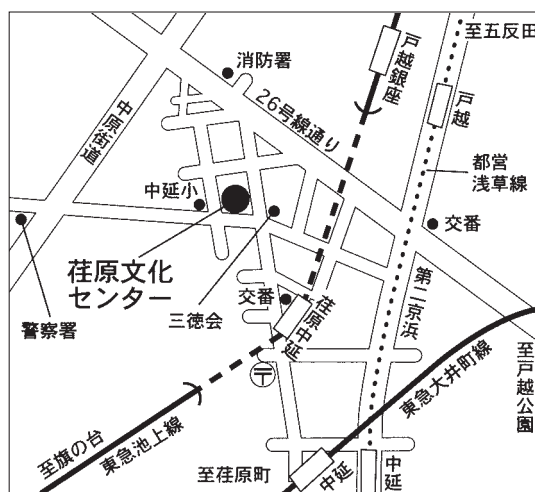 至五反田
消防署
戸越銀座
戸越
26号線通り
中原街道
都営
浅草線
中延小
交番
荏原文化
センター
三徳会
交番
荏原中延
第二京浜
警察署
〒
東急大井町線
至戸越公園
至旗の台
東急池上線
至荏原町
中延
中延